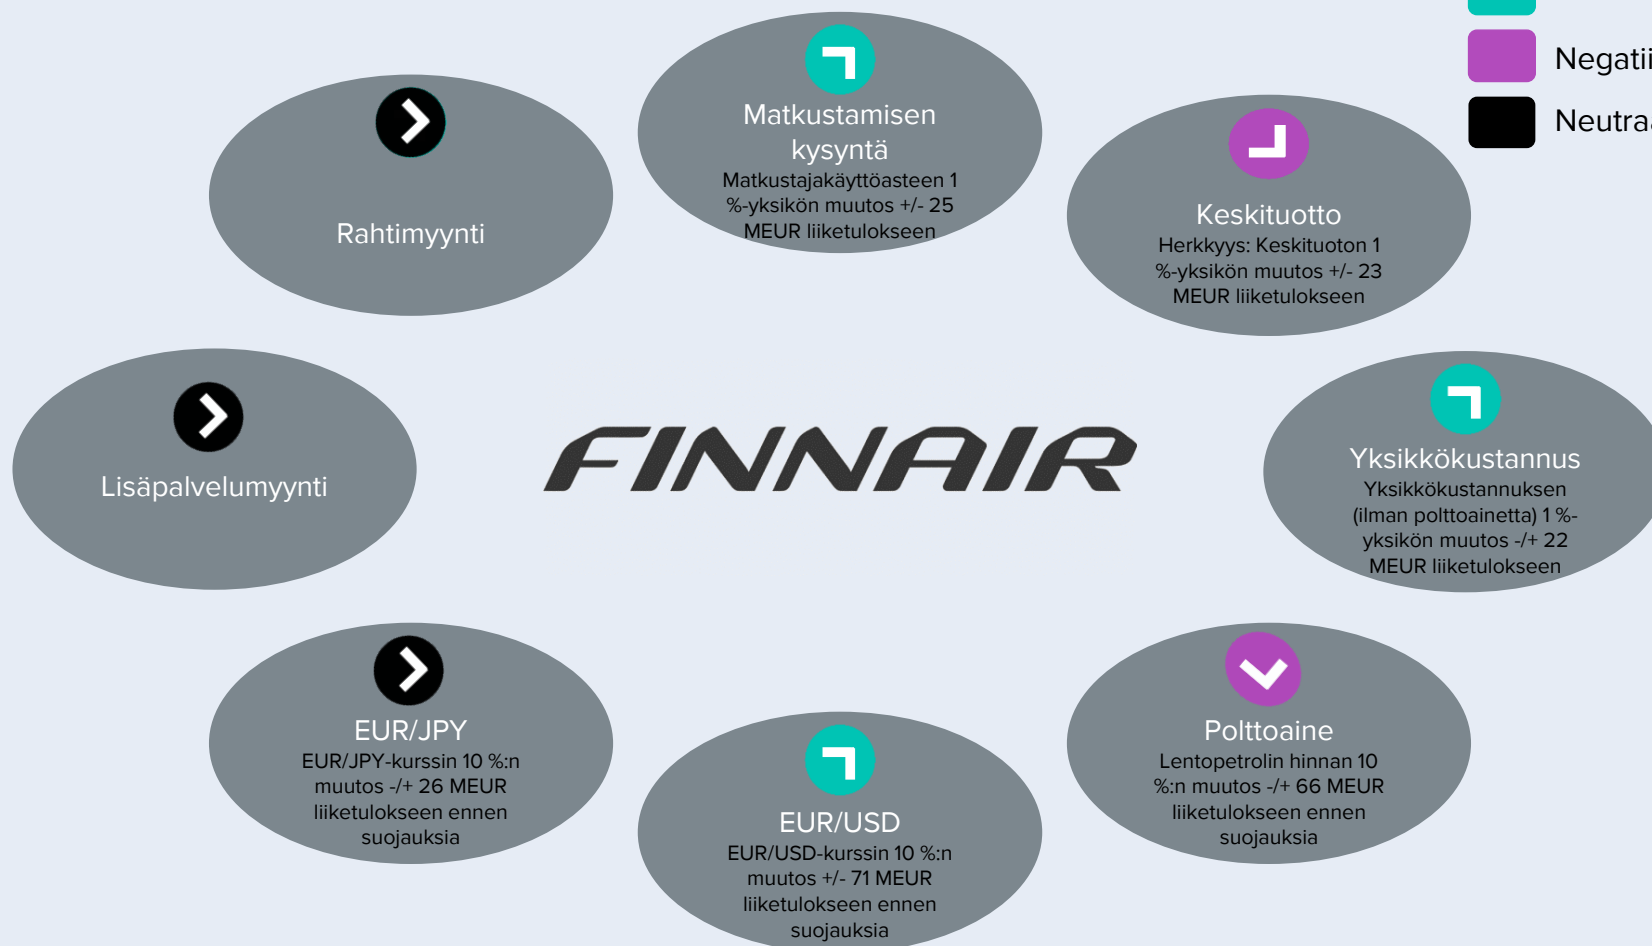 Negatii
Neutraa
Matkustamisen
kysyntä
Matkustajakäyttöasteen 1
%-yksikön muutos +/- 25
MEUR liiketulokseen
Rahtimyynti
Keskituotto
Herkkyys: Keskituoton 1
%-yksikön muutos +/- 23
MEUR liiketulokseen
Lisäpalvelumyynti
FINNAIR
Yksikkökustannus
Yksikkökustannuksen
(ilman polttoainetta) 1 %-
yksikön muutos -/+ 22
MEUR liiketulokseen
EUR/JPY
EUR/JPY-kurssin 10 %:n
muutos -/+ 26 MEUR
liiketulokseen ennen
suojauksia
EUR/USD
EUR/USD-kurssin 10 %:n
muutos +/- 71 MEUR
liiketulokseen ennen
suojauksia
Polttoaine
Lentopetrolin hinnan 10
%:n muutos -/+ 66 MEUR
liiketulokseen ennen
suojauksia